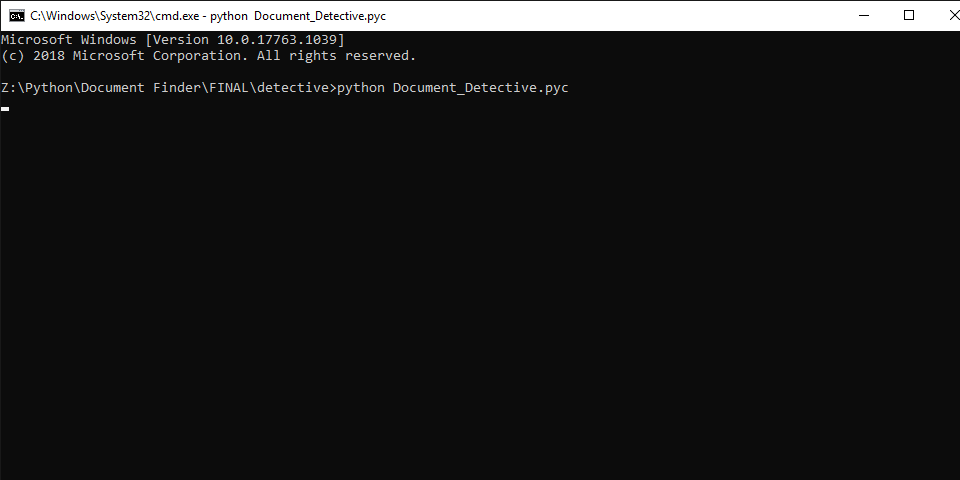 C:\Windows\System32\cmd.exe - python  Document_Detective.pyc
Microsoft Windows [Version 10.0.17763.1039]
(c) 2018 Microsoft Corporation. All rights reserved.
Z:\Python\Document Finder\FINAL\detective>python Document_Detective.pyc